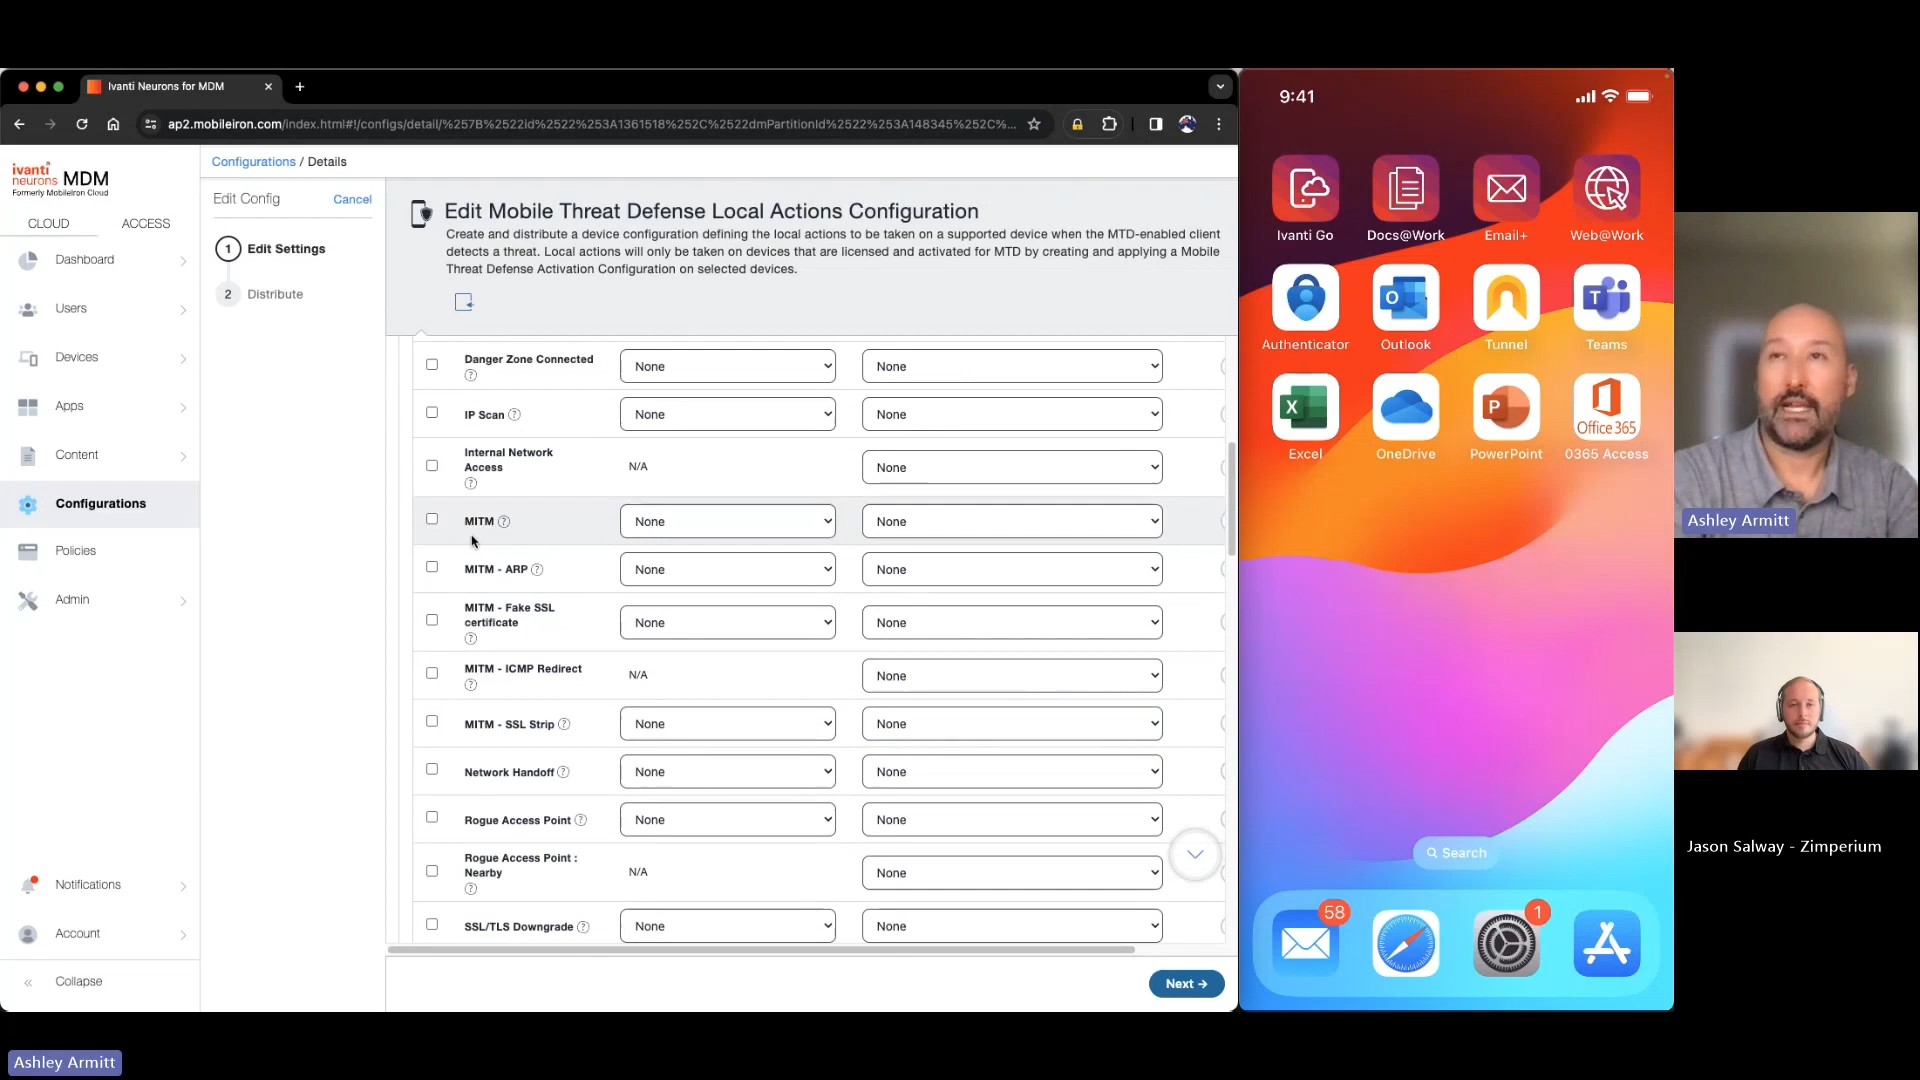 Ivanti Neurons for MDM
ap2.mobileiron.com/index.html#!/configs/detail/%257B%2522id%2522%253A1361518%252C%2522dmPartitionId%2522%253A148345%252C%...
ivanti
neurons MDM
Formerly MobileIron Cloud
CLOUD
ACCESS
Dashboard
Users
Devices
Apps
Content
Configurations
Policies
Admin
Notifications
Account
« Collapse
Configurations / Details
Edit Config
Cancel
1 Edit Settings
2 Distribute
Edit Mobile Threat Defense Local Actions Configuration
Create and distribute a device configuration defining the local actions to be taken on a supported device when the MTD-enabled client
detects a threat. Local actions will only be taken on devices that are licensed and activated for MTD by creating and applying a Mobile
Threat Defense Activation Configuration on selected devices.
Danger Zone Connected ? None None
IP Scan ? None None
Internal Network
Access ? N/A None
MITM ? None None
MITM - ARP ? None None
MITM - Fake SSL
certificate ? None None
MITM - ICMP Redirect ? N/A None
MITM - SSL Strip ? None None
Network Handoff ? None None
Rogue Access Point ? None None
Rogue Access Point :
Nearby ? N/A None
SSL/TLS Downgrade ? None None
Next →
9:41
Ivanti Go
Docs@Work
Email+
Web@Work
Authenticator
O
Outlook
Tunnel
T
Teams
X
Excel
OneDrive
P
PowerPoint
Office 365
0365 Access
Search
58
1
Ashley Armitt
Jason Salway - Zimperium
Ashley Armitt